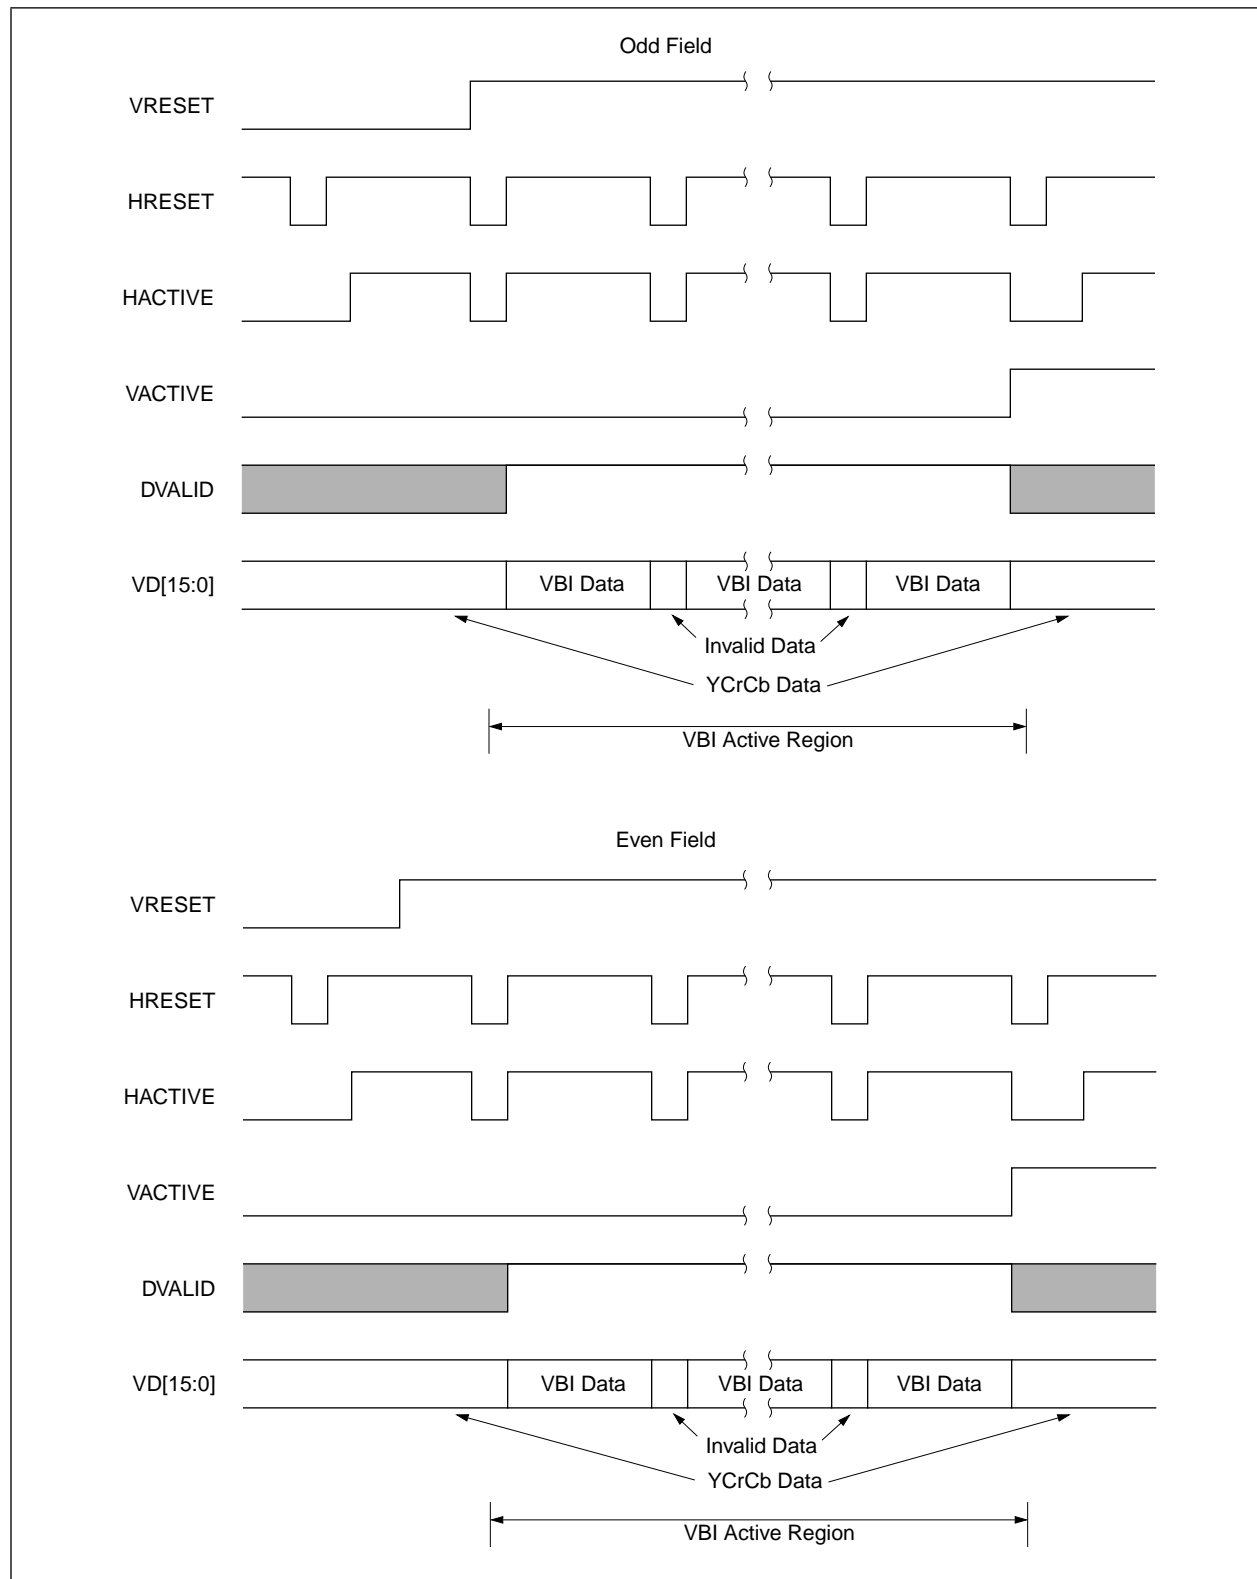 Odd Field
VRESET
HRESET
HACTIVE
VACTIVE
DVALID
VD[15:0]
VBI Data
VBI Data
VBI Data
Invalid Data
YCrCb Data
VBI Active Region
Even Field
VRESET
HRESET
HACTIVE
VACTIVE
DVALID
VD[15:0]
VBI Data
VBI Data
VBI Data
Invalid Data
YCrCb Data
VBI Active Region